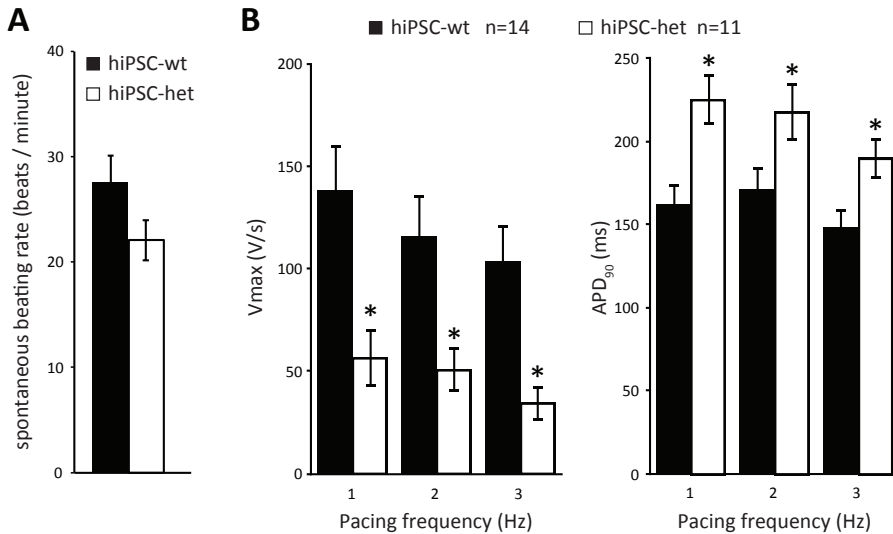 A
spontaneous beating rate (beats / minute)
40
30
20
10
0
hiPSC-wt
hiPSC-het
B
hiPSC-wt n=14
hiPSC-het n=11
Vmax (V/s)
200
150
100
50
0
* * *
1 2 3
Pacing frequency (Hz)
APD90 (ms)
250
200
150
100
50
0
* * *
1 2 3
Pacing frequency (Hz)